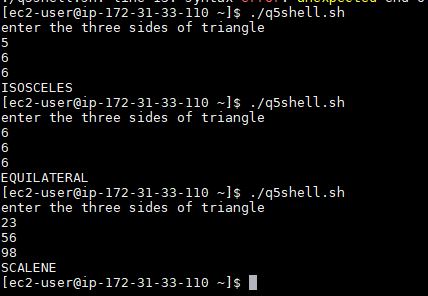 [ec2-user@ip-172-31-33-110 ~]$ ./q5shell.sh
enter the three sides of triangle
5
6
6
ISOSCELES
[ec2-user@ip-172-31-33-110 ~]$ ./q5shell.sh
enter the three sides of triangle
6
6
6
EQUILATERAL
[ec2-user@ip-172-31-33-110 ~]$ ./q5shell.sh
enter the three sides of triangle
23
56
98
SCALENE
[ec2-user@ip-172-31-33-110 ~]$